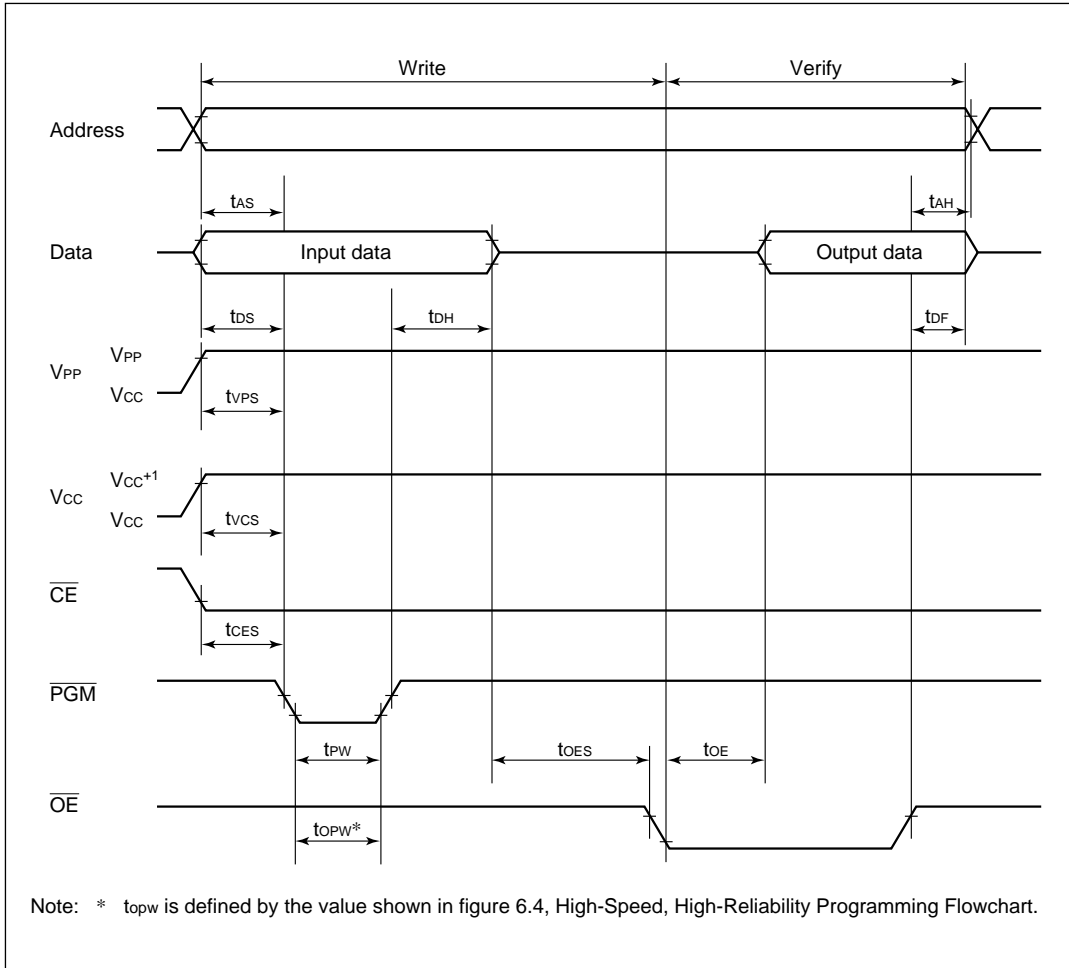 Write Verify
Address
tAS tAH
Data Input data Output data
tDS tDH tDF
VPP VPP
VCC
tVPS
VCC VCC+1
VCC
tVCS
CE
tCES
PGM
tPW tOES tOE
OE
tOPW*
Note: * topw is defined by the value shown in figure 6.4, High-Speed, High-Reliability Programming Flowchart.